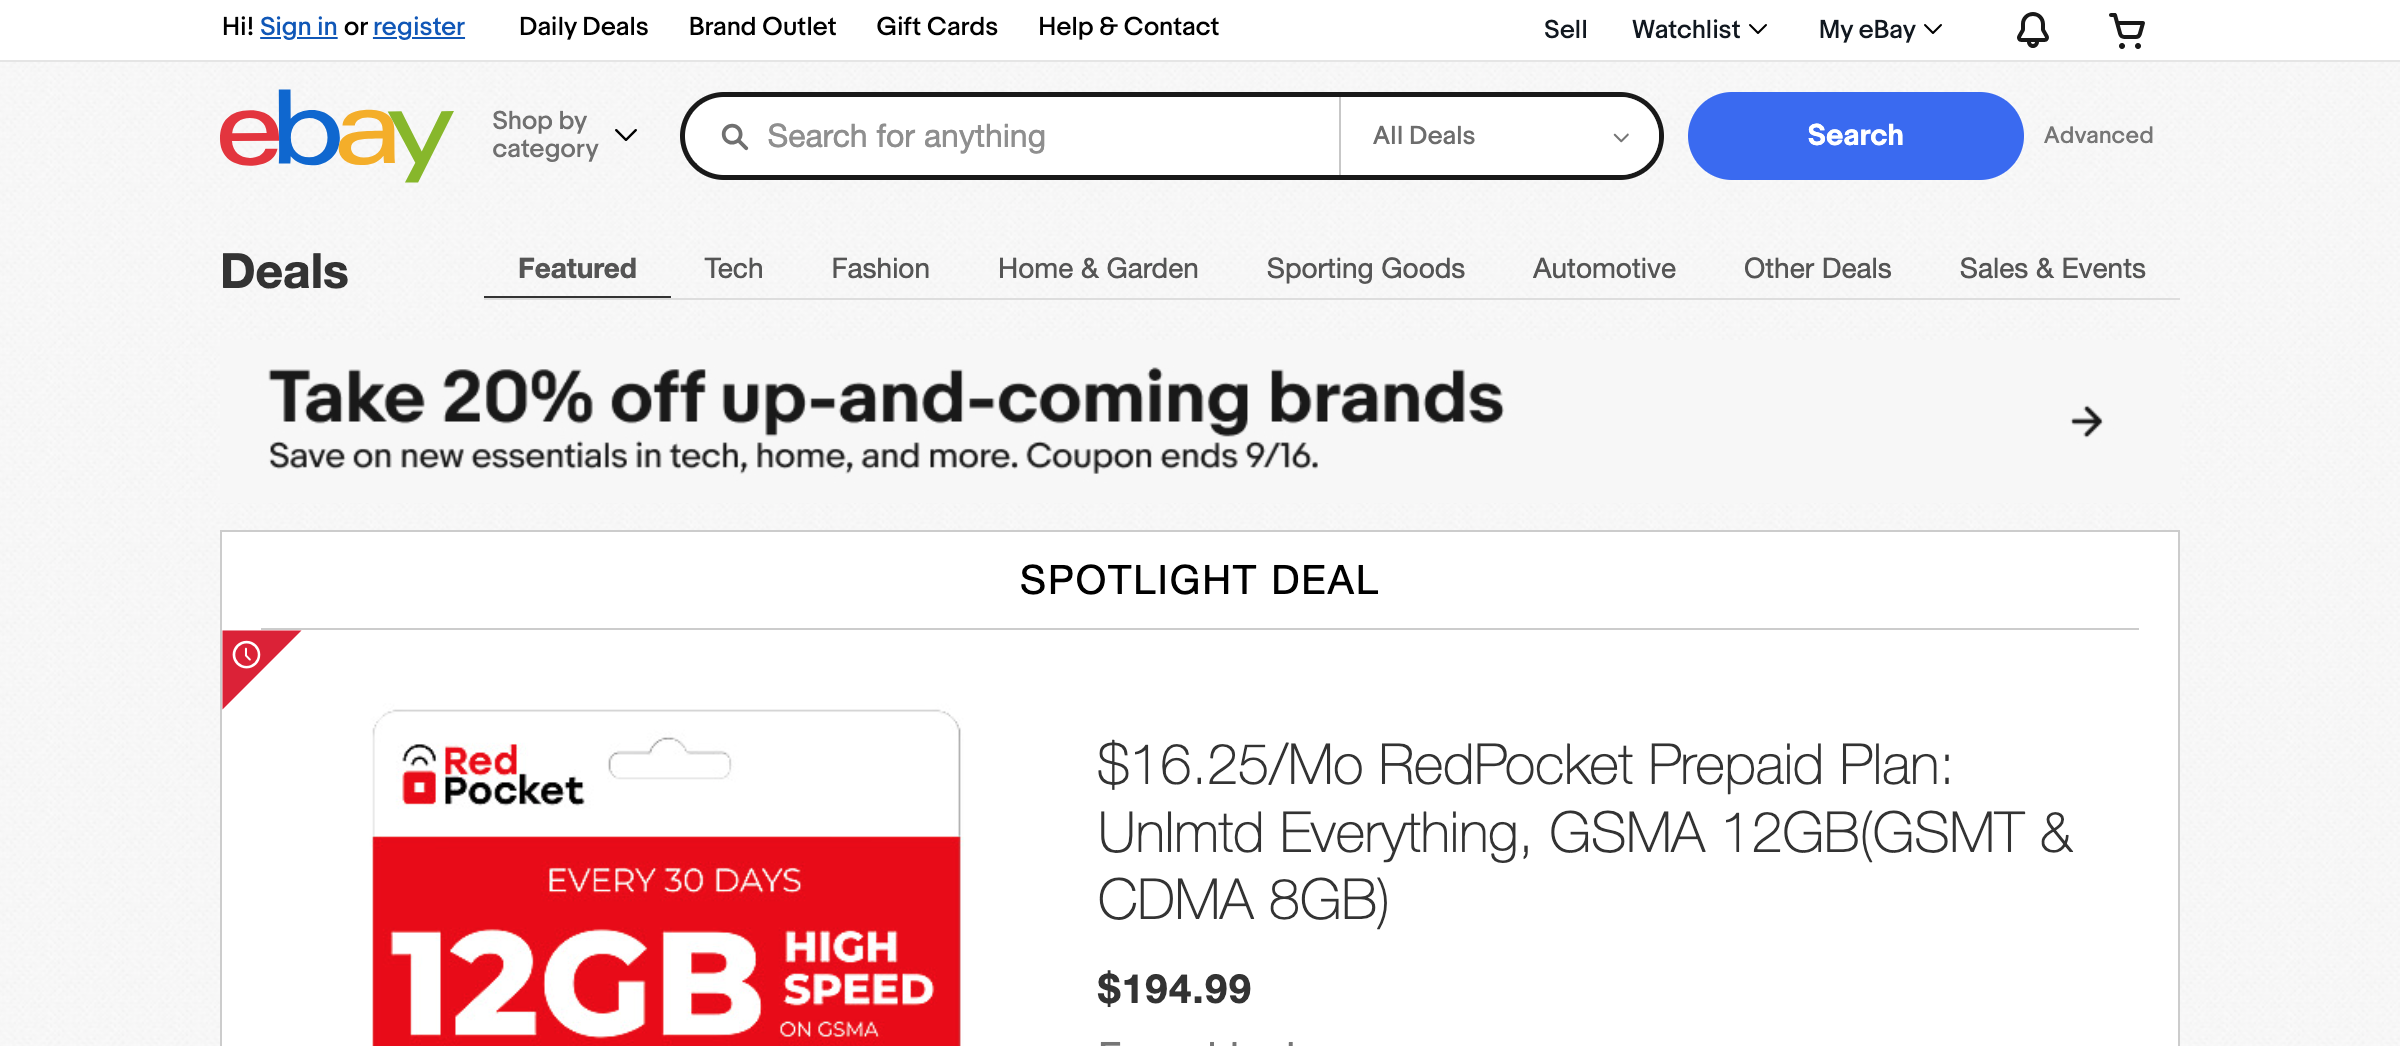 Hi! Sign in or register Daily Deals Brand Outlet Gift Cards Help & Contact Sell Watchlist My eBay
ebay Shop by category Search for anything All Deals Search Advanced
Deals Featured Tech Fashion Home & Garden Sporting Goods Automotive Other Deals Sales & Events
Take 20% off up-and-coming brands
Save on new essentials in tech, home, and more. Coupon ends 9/16.
SPOTLIGHT DEAL
Red
Pocket
EVERY 30 DAYS
12GB HIGH
SPEED
ON GSMA
$16.25/Mo RedPocket Prepaid Plan:
Unlmtd Everything, GSMA 12GB(GSMT &
CDMA 8GB)
$194.99